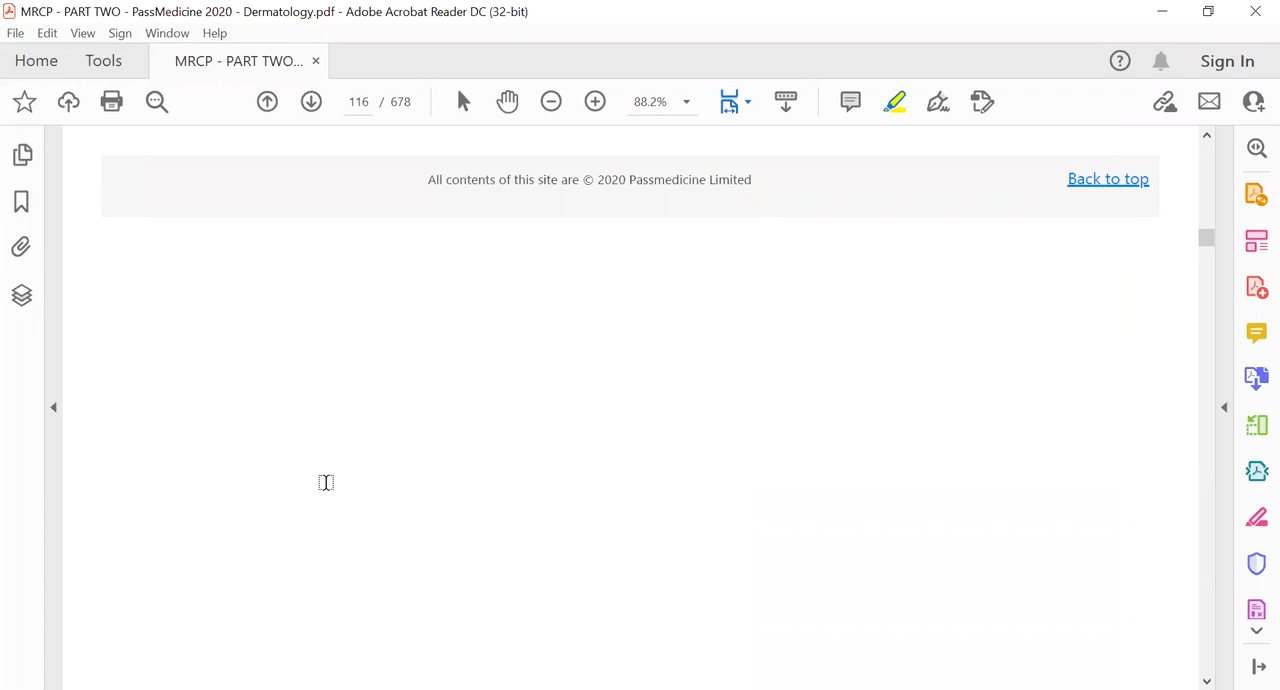 MRCP - PART TWO - PassMedicine 2020 - Dermatology.pdf - Adobe Acrobat Reader DC (32-bit)
File Edit View Sign Window Help
Home Tools MRCP - PART TWO... × Sign In
116 / 678 88.2%
All contents of this site are © 2020 Passmedicine Limited Back to top